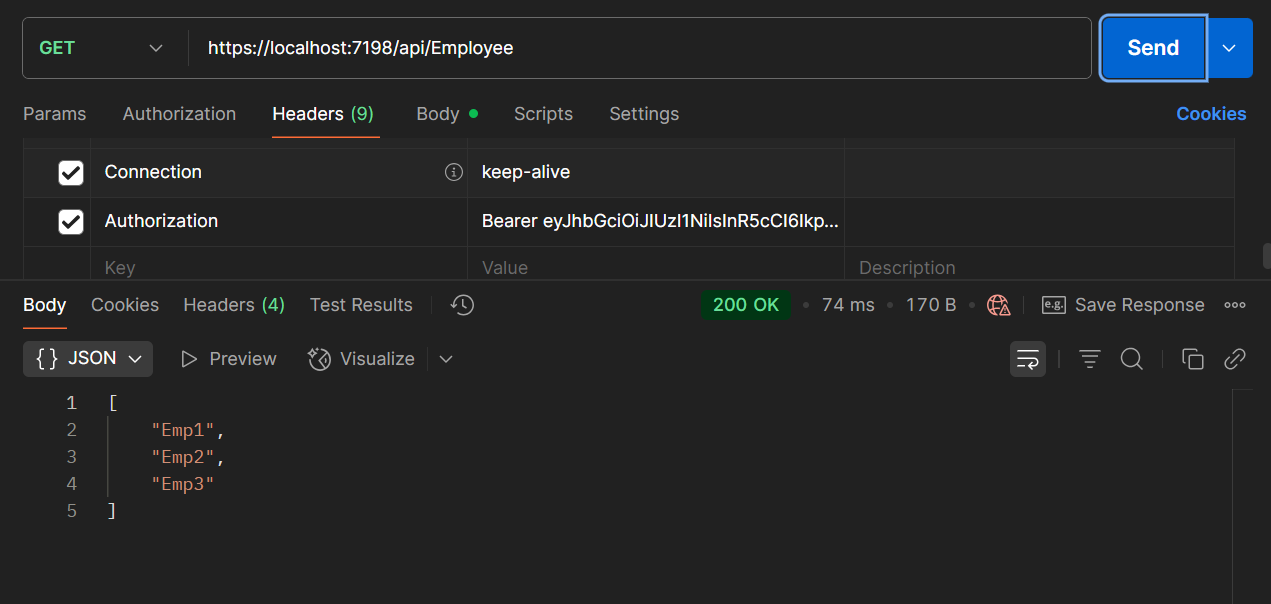 GET https://localhost:7198/api/Employee Send
Params Authorization Headers (9) Body Scripts Settings Cookies
Connection keep-alive
Authorization Bearer eyJhbGciOiJIUzI1NiIsInR5cCI6Ikp...
Key Value Description
Body Cookies Headers (4) Test Results 200 OK 74 ms 170 B e.g. Save Response
{} JSON Preview Visualize
1 [
2 "Emp1",
3 "Emp2",
4 "Emp3"
5 ]